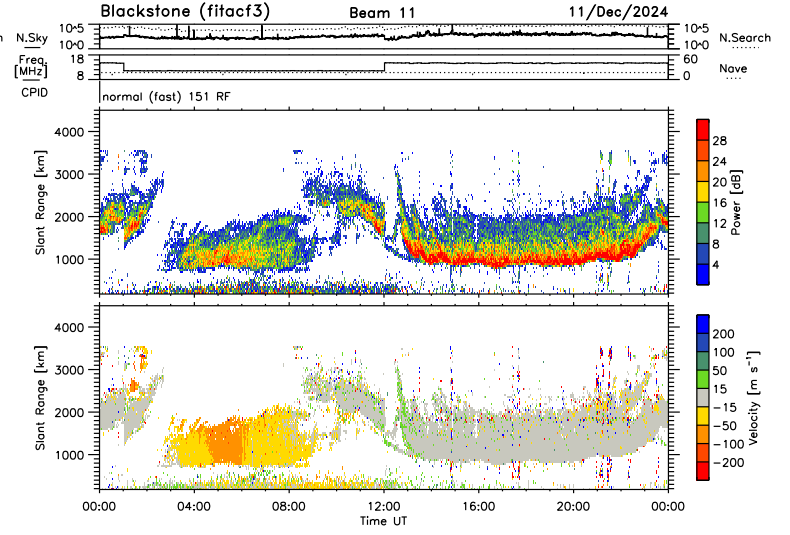 Blackstone (fitacf3) Beam 11 11/Dec/2024
N.Sky 10^5 10^5 N.Search
10^0 10^0
Freq. 18 60
[MHz] 8 0 Nave
CPID normal (fast) 151 RF
4000
3000
2000
1000
Slant Range [km]
28
24
20
16
12
8
4
Power [dB]
4000
3000
2000
1000
Slant Range [km]
200
100
50
15
-15
-50
-100
-200
Velocity [m s⁻¹]
00:00 04:00 08:00 12:00 16:00 20:00 00:00
Time UT